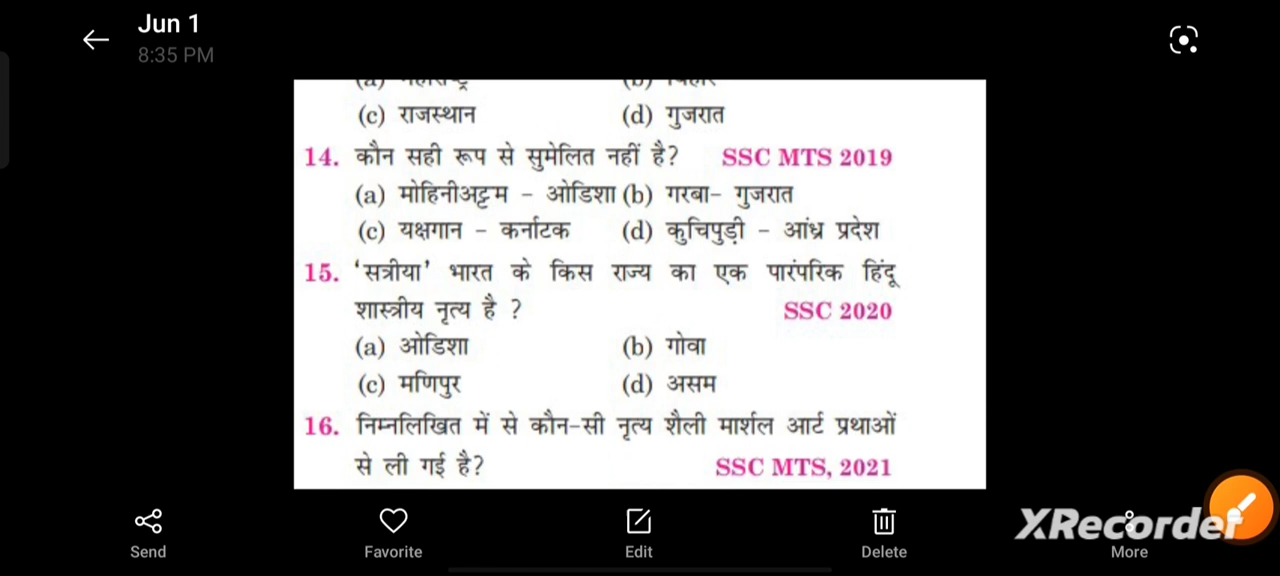 Jun 1
8:35 PM
(c) राजस्थान (d) गुजरात
14. कौन सही रूप से सुमेलित नहीं है? SSC MTS 2019
(a) मोहिनीअट्टम - ओडिशा (b) गरबा- गुजरात
(c) यक्षगान - कर्नाटक (d) कुचिपुड़ी - आंध्र प्रदेश
15. 'सत्रीया' भारत के किस राज्य का एक पारंपरिक हिंदू
शास्त्रीय नृत्य है ? SSC 2020
(a) ओडिशा (b) गोवा
(c) मणिपुर (d) असम
16. निम्नलिखित में से कौन-सी नृत्य शैली मार्शल आर्ट प्रथाओं
से ली गई है? SSC MTS, 2021
XRecorder
Send Favorite Edit Delete More